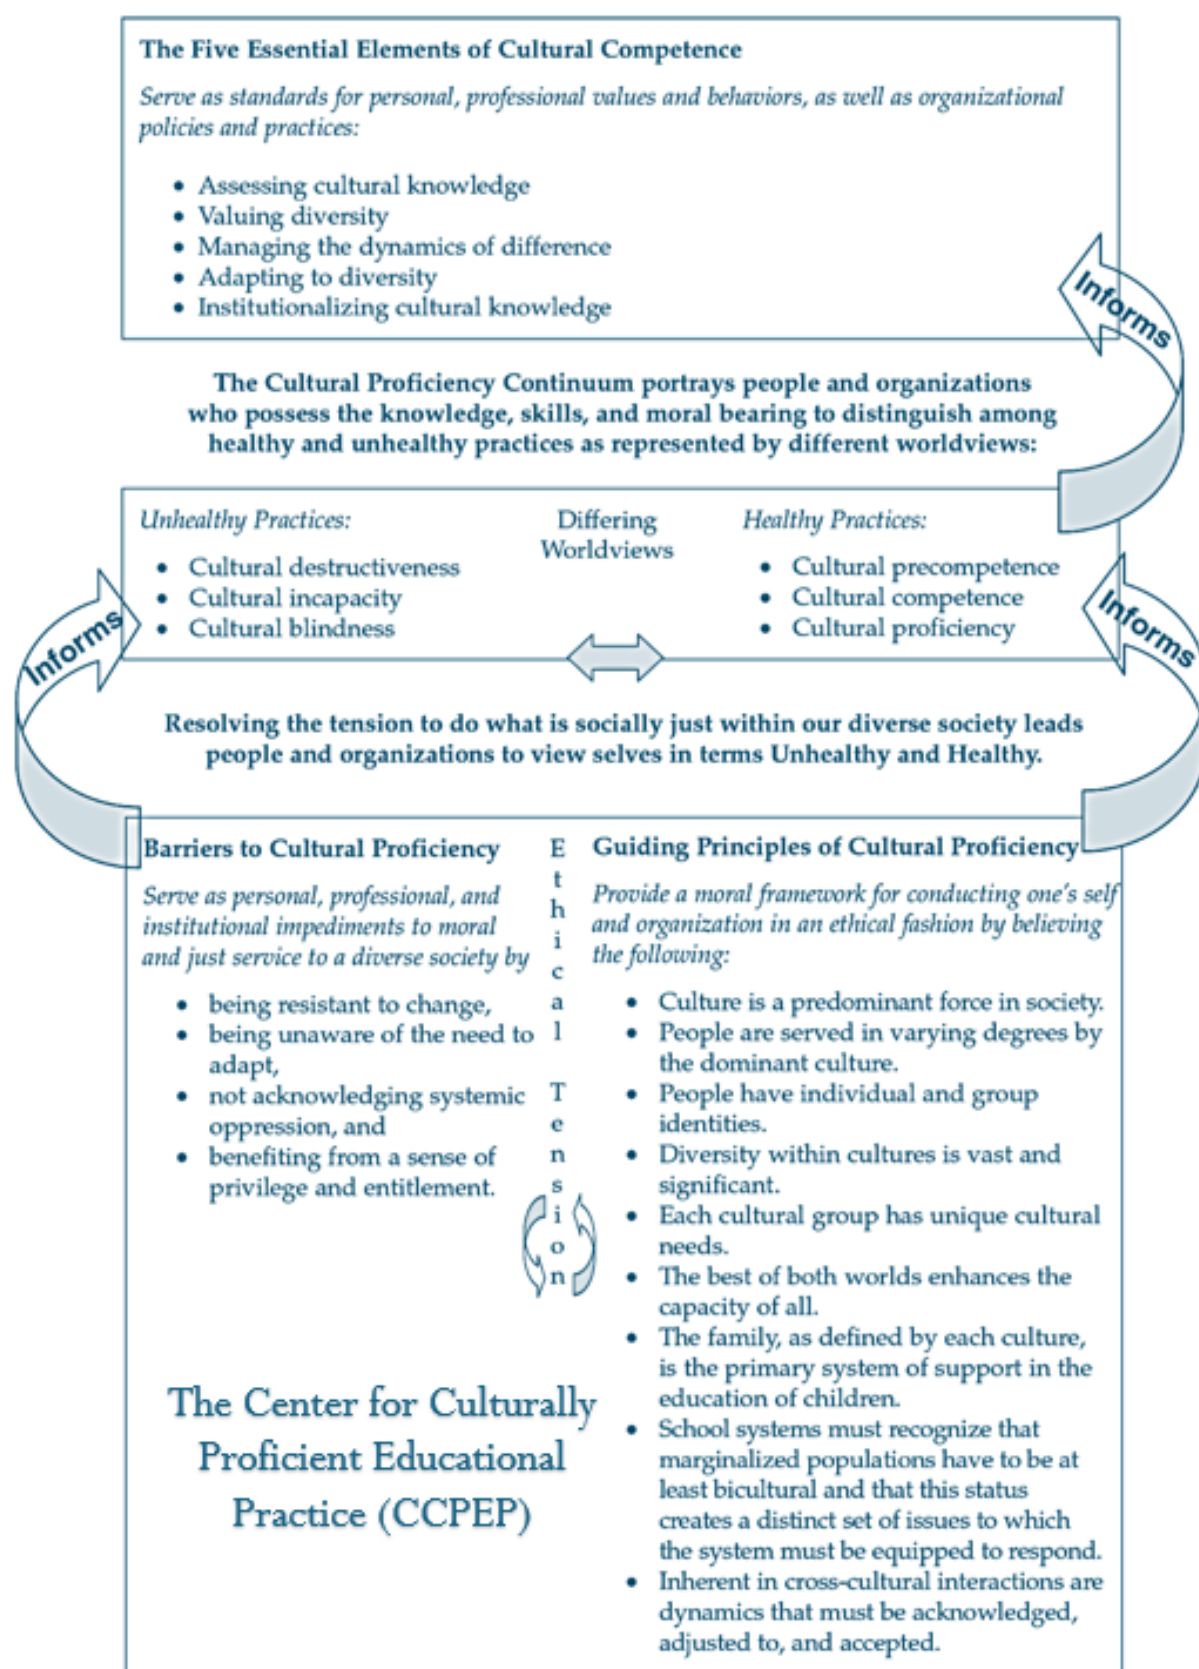 The Five Essential Elements of Cultural Competence
Serve as standards for personal, professional values and behaviors, as well as organizational
policies and practices:
• Assessing cultural knowledge
• Valuing diversity
• Managing the dynamics of difference
• Adapting to diversity
• Institutionalizing cultural knowledge
Informs
The Cultural Proficiency Continuum portrays people and organizations
who possess the knowledge, skills, and moral bearing to distinguish among
healthy and unhealthy practices as represented by different worldviews:
Unhealthy Practices:
• Cultural destructiveness
• Cultural incapacity
• Cultural blindness
Differing
Worldviews
Healthy Practices:
• Cultural precompetence
• Cultural competence
• Cultural proficiency
Informs
Informs
Resolving the tension to do what is socially just within our diverse society leads
people and organizations to view selves in terms Unhealthy and Healthy.
Barriers to Cultural Proficiency
Serve as personal, professional, and
institutional impediments to moral
and just service to a diverse society by
• being resistant to change,
• being unaware of the need to
adapt,
• not acknowledging systemic
oppression, and
• benefiting from a sense of
privilege and entitlement.
Ethical Tension
Guiding Principles of Cultural Proficiency
Provide a moral framework for conducting one's self
and organization in an ethical fashion by believing
the following:
• Culture is a predominant force in society.
• People are served in varying degrees by
the dominant culture.
• People have individual and group
identities.
• Diversity within cultures is vast and
significant.
• Each cultural group has unique cultural
needs.
• The best of both worlds enhances the
capacity of all.
• The family, as defined by each culture,
is the primary system of support in the
education of children.
• School systems must recognize that
marginalized populations have to be at
least bicultural and that this status
creates a distinct set of issues to which
the system must be equipped to respond.
• Inherent in cross-cultural interactions are
dynamics that must be acknowledged,
adjusted to, and accepted.
The Center for Culturally
Proficient Educational
Practice (CCPEP)